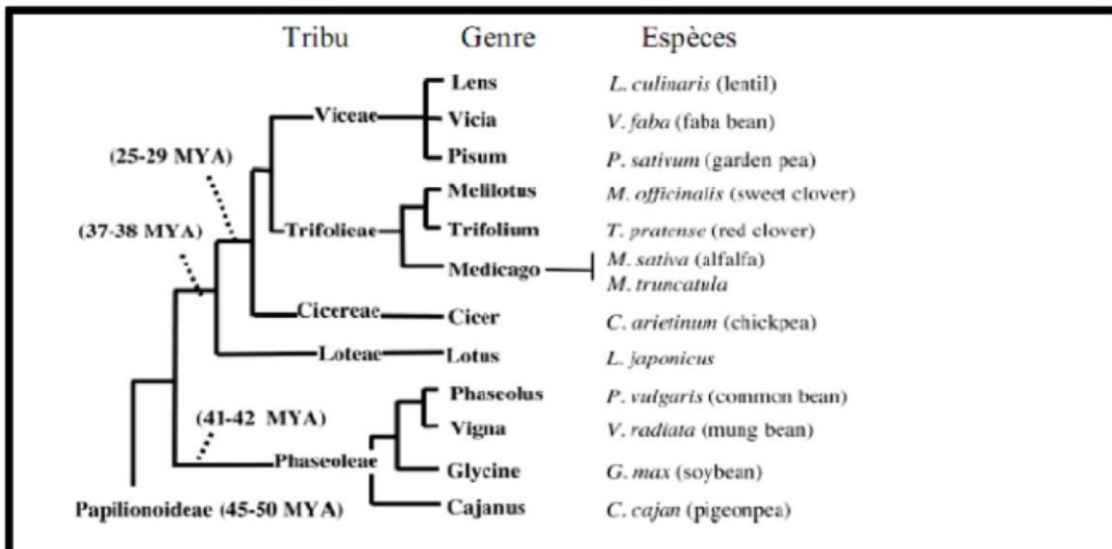 Tribu Genre Espèces
Lens L. culinaris (lentil)
Viceae Vicia V. faba (faba bean)
(25-29 MYA) Pisum P. sativum (garden pea)
Melilotus M. officinalis (sweet clover)
(37-38 MYA) Trifolieae Trifolium T. pratense (red clover)
Medicago M. sativa (alfalfa)
M. truncatula
Cicereae Cicer C. arietinum (chickpea)
Loteae Lotus L. japonicus
Phaseolus P. vulgaris (common bean)
(41-42 MYA) Vigna V. radiata (mung bean)
Phaseoleae Glycine G. max (soybean)
Papilionoideae (45-50 MYA) Cajanus C. cajan (pigeonpea)